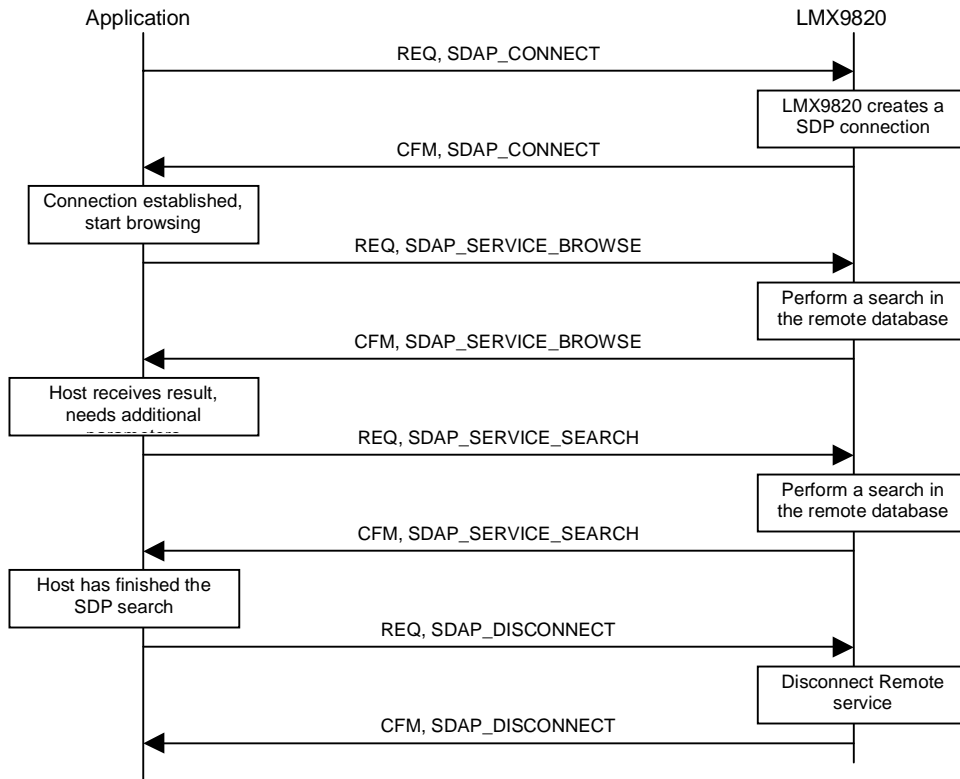 Application
LMX9820
REQ, SDAP_CONNECT
LMX9820 creates a
SDP connection
CFM, SDAP_CONNECT
Connection established,
start browsing
REQ, SDAP_SERVICE_BROWSE
Perform a search in
the remote database
CFM, SDAP_SERVICE_BROWSE
Host receives result,
needs additional
parameters
REQ, SDAP_SERVICE_SEARCH
Perform a search in
the remote database
CFM, SDAP_SERVICE_SEARCH
Host has finished the
SDP search
REQ, SDAP_DISCONNECT
Disconnect Remote
service
CFM, SDAP_DISCONNECT